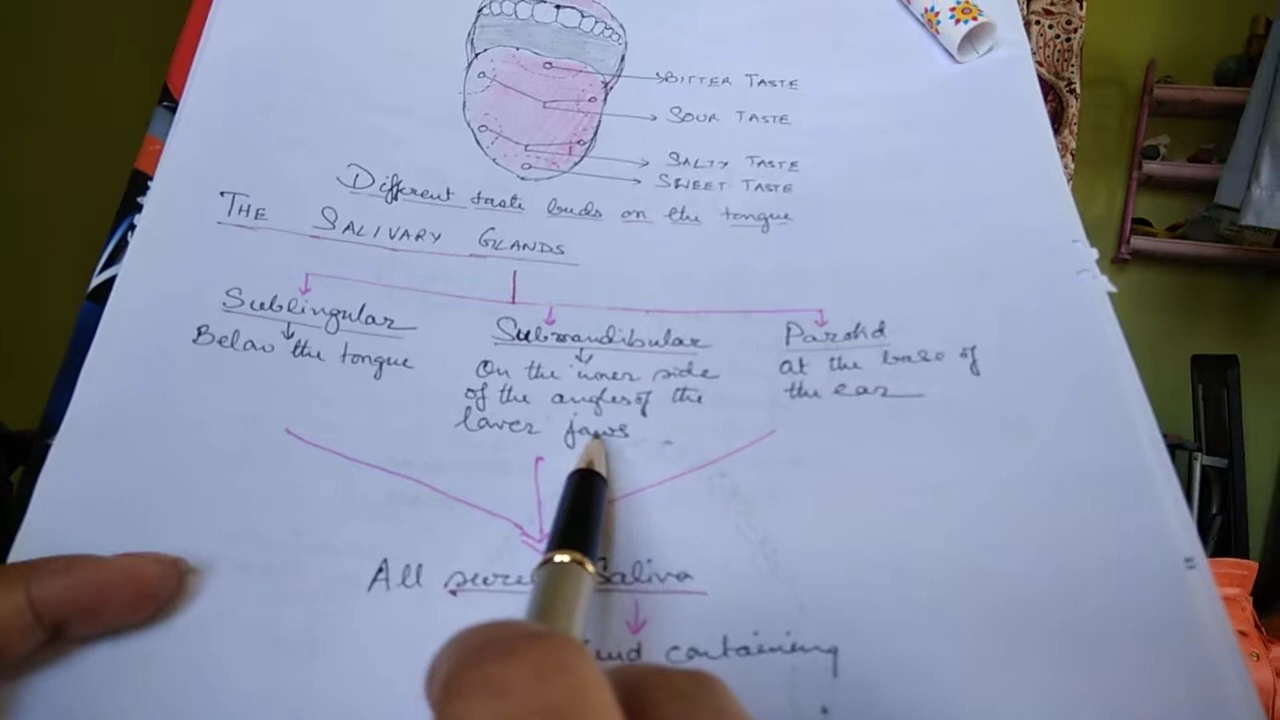 BITTER TASTE
SOUR TASTE
SALTY TASTE
SWEET TASTE
Different taste buds on the tongue
THE SALIVARY GLANDS
Sublingular
Below the tongue
Submandibular
On the inner side
of the angles of the
lower jaws
Parotid
at the base of
the ear
All Saliva
containing